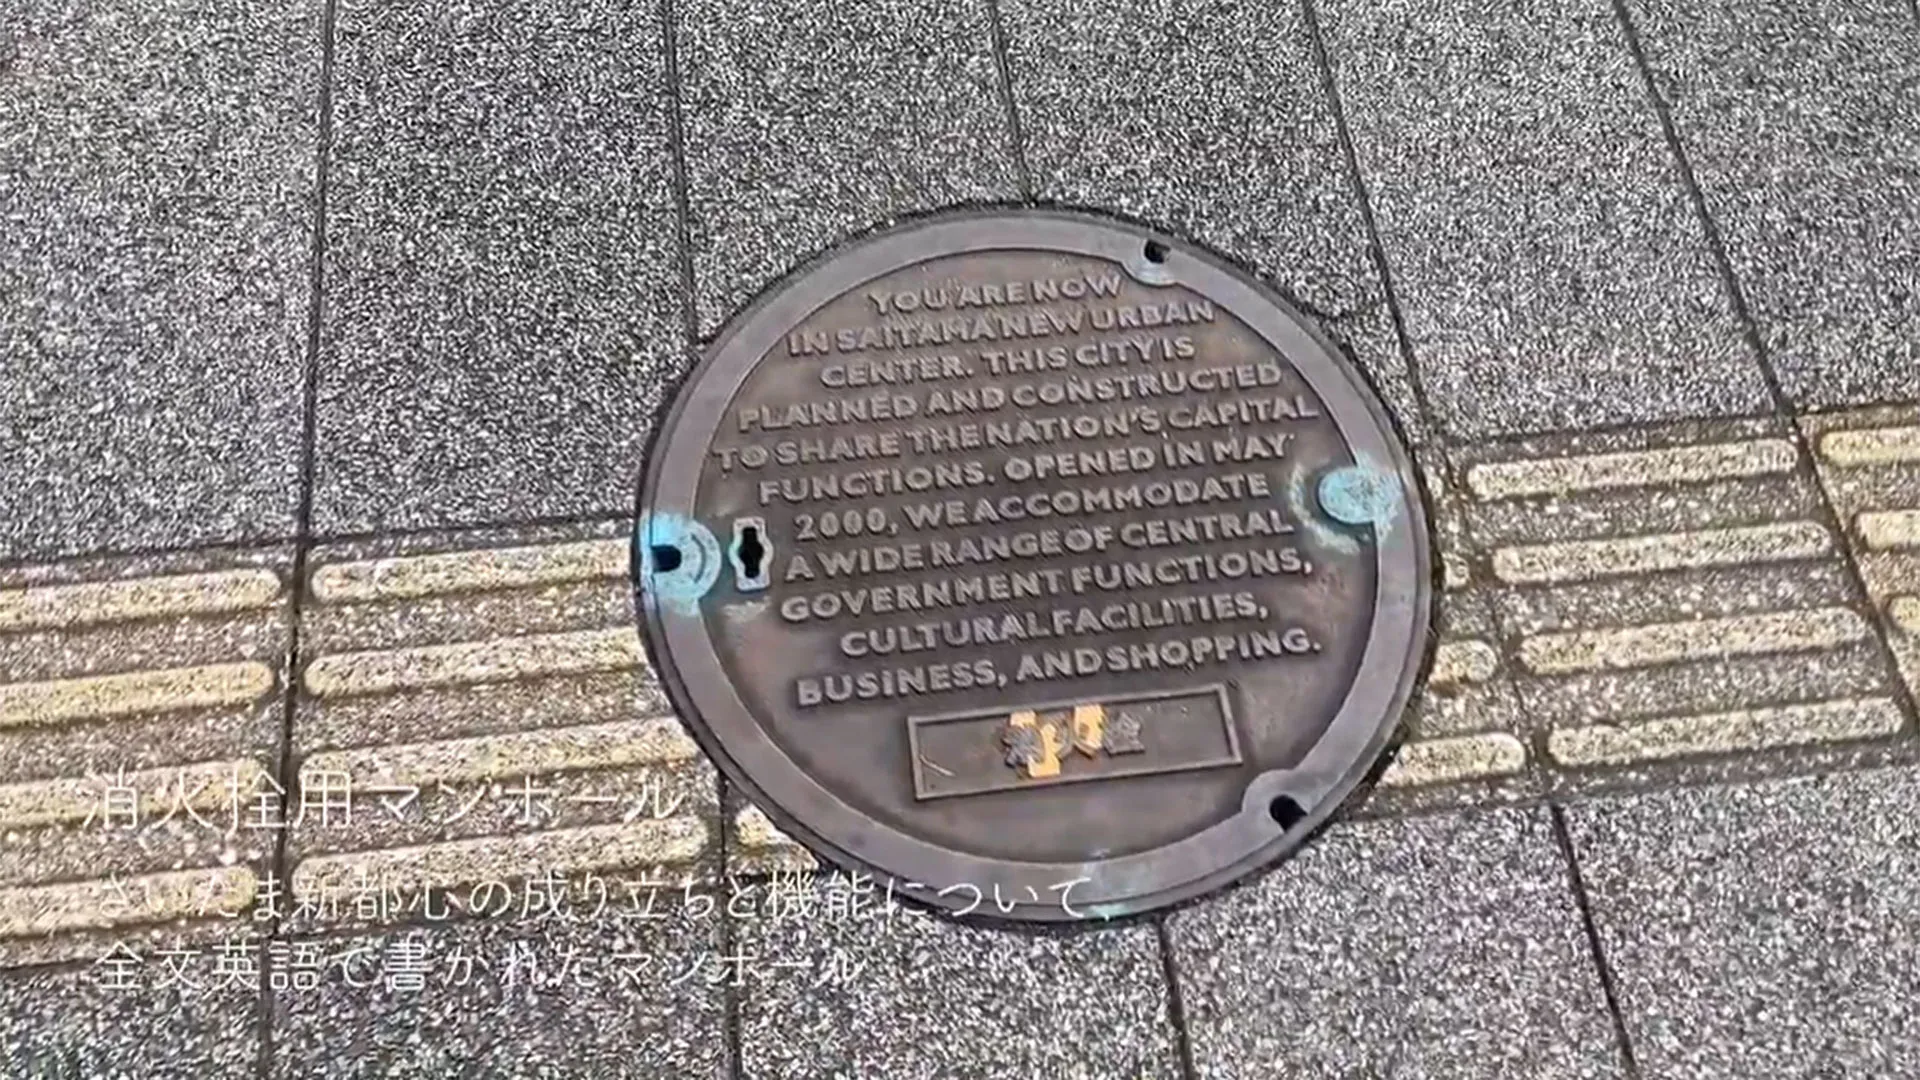 YOU ARE NOW
IN SAITAMA NEW URBAN
CENTER. THIS CITY IS
PLANNED AND CONSTRUCTED
TO SHARE THE NATION'S CAPITAL
FUNCTIONS. OPENED IN MAY
2000, WE ACCOMMODATE
A WIDE RANGE OF CENTRAL
GOVERNMENT FUNCTIONS,
CULTURAL FACILITIES,
BUSINESS, AND SHOPPING.
消火栓用マンホール
さいたま新都心の成り立ちと機能について、
全文英語で書かれたマンホール